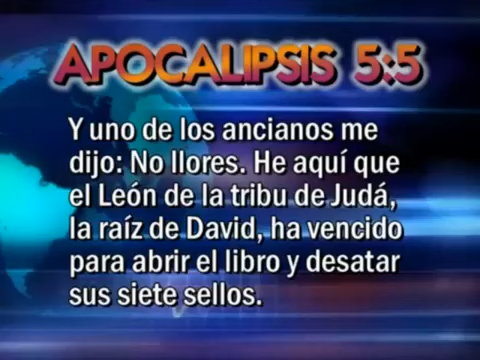 APOCALIPSIS 5:5
Y uno de los ancianos me
dijo: No llores. He aquí que
el León de la tribu de Judá,
la raíz de David, ha vencido
para abrir el libro y desatar
sus siete sellos.